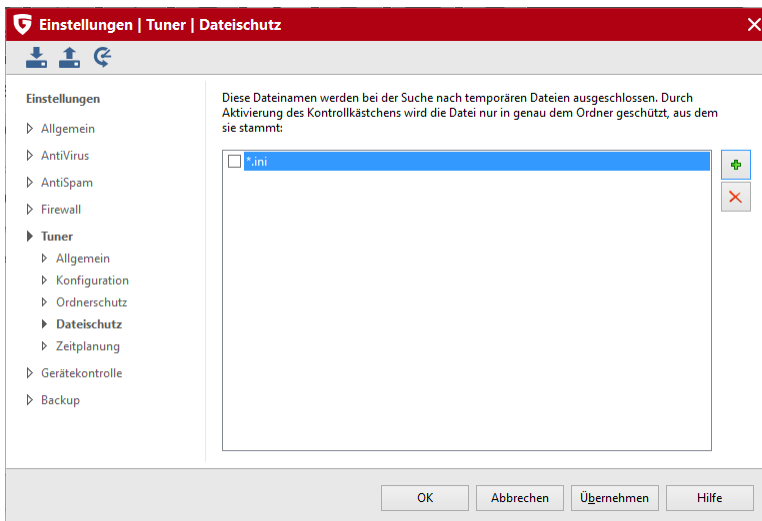 Einstellungen | Tuner | Dateischutz
Einstellungen
Allgemein
AntiVirus
AntiSpam
Firewall
Tuner
Allgemein
Konfiguration
Ordnerschutz
Dateischutz
Zeitplanung
Gerätekontrolle
Backup
Diese Dateinamen werden bei der Suche nach temporären Dateien ausgeschlossen. Durch
Aktivierung des Kontrollkästchens wird die Datei nur in genau dem Ordner geschützt, aus dem
sie stammt:
*.ini
OK
Abbrechen
Übernehmen
Hilfe